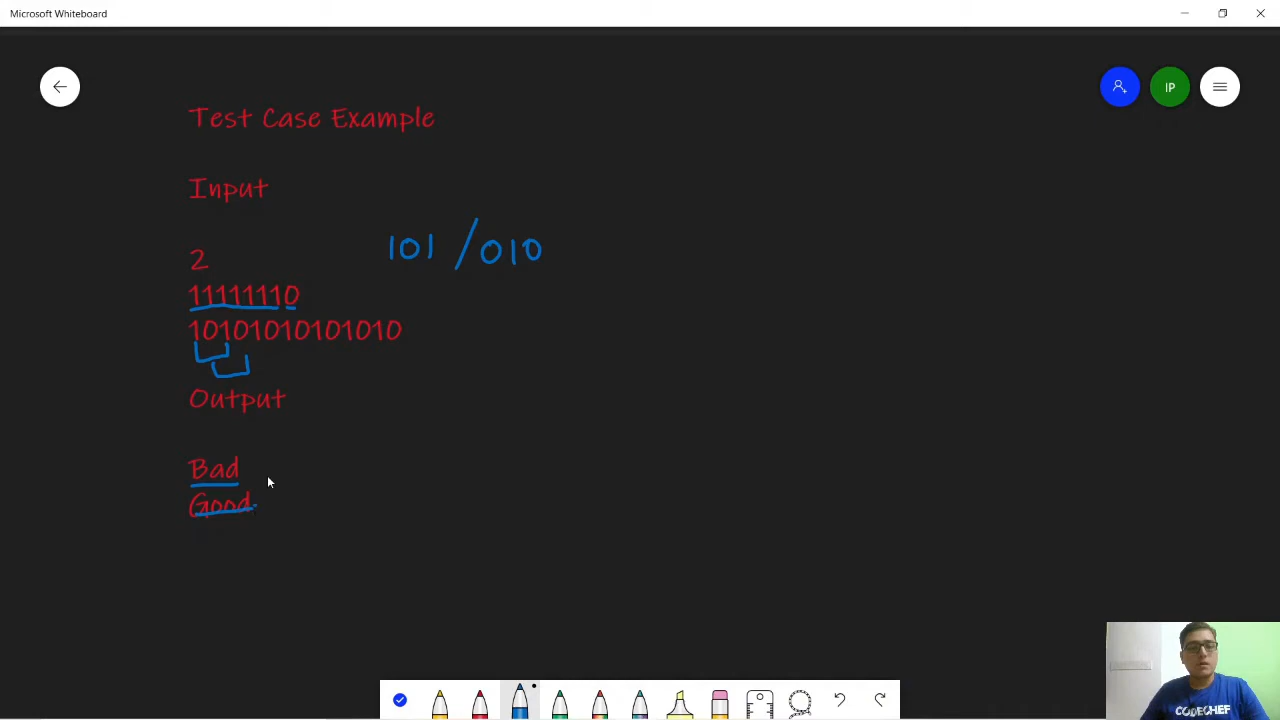 Microsoft Whiteboard
IP
Test Case Example
Input
2
101 / 010
11111110
10101010101010
Output
Bad
Good
CODECHEF